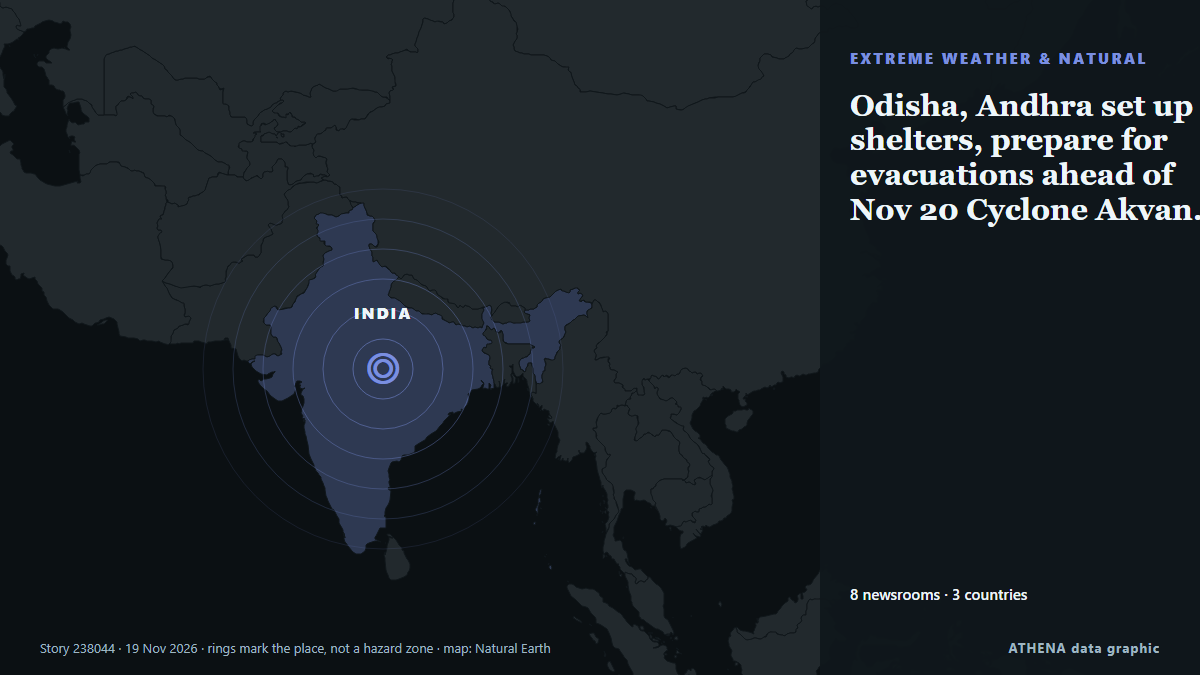 EXTREME WEATHER & NATURAL
Odisha, Andhra set up
shelters, prepare for
evacuations ahead of
Nov 20 Cyclone Akvan.
INDIA
8 newsrooms · 3 countries
Story 238044 · 19 Nov 2026 · rings mark the place, not a hazard zone · map: Natural Earth
ATHENA data graphic